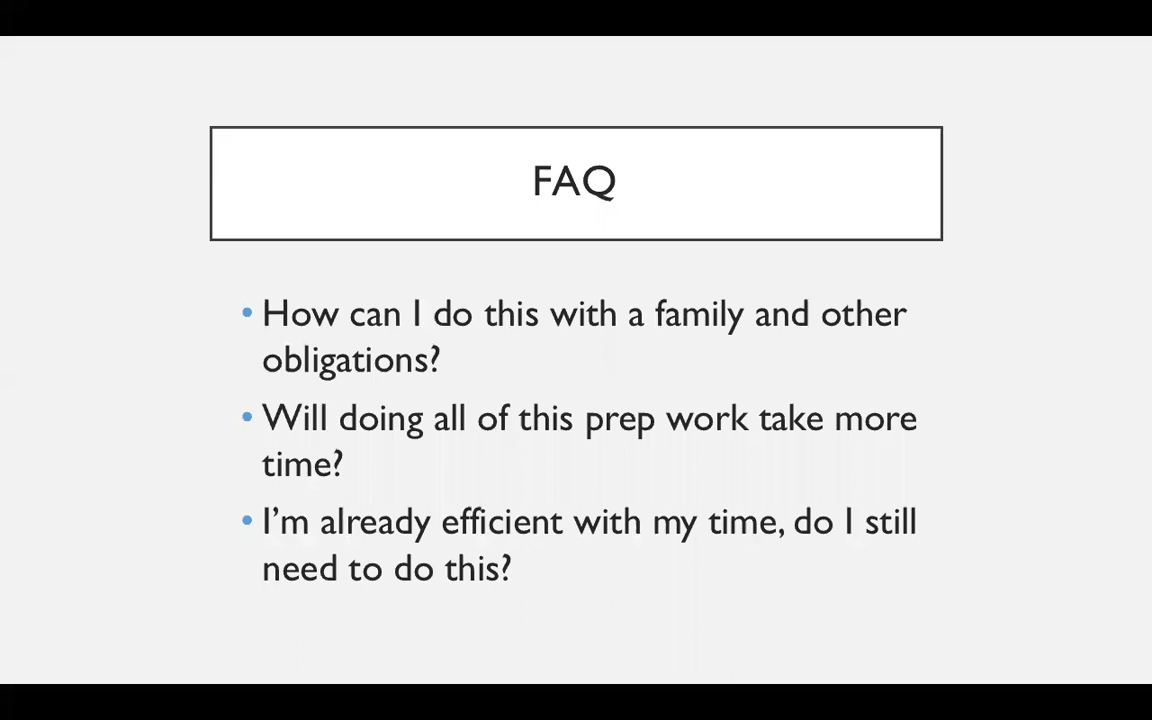 FAQ
• How can I do this with a family and other
obligations?
• Will doing all of this prep work take more
time?
• I’m already efficient with my time, do I still
need to do this?